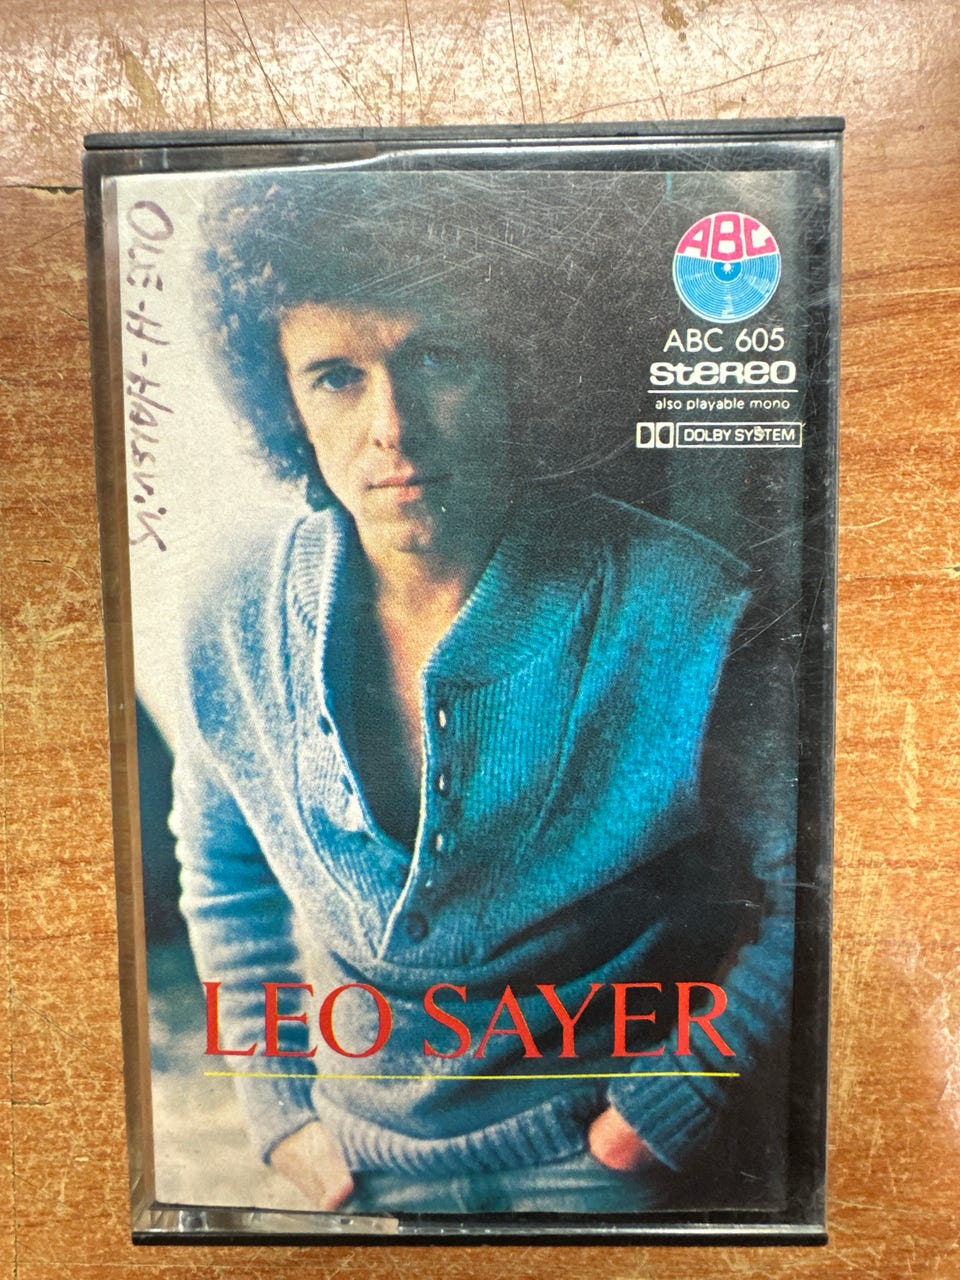 ABC
ABC 605
stereo
also playable mono
DOLBY SYSTEM
LEO SAYER